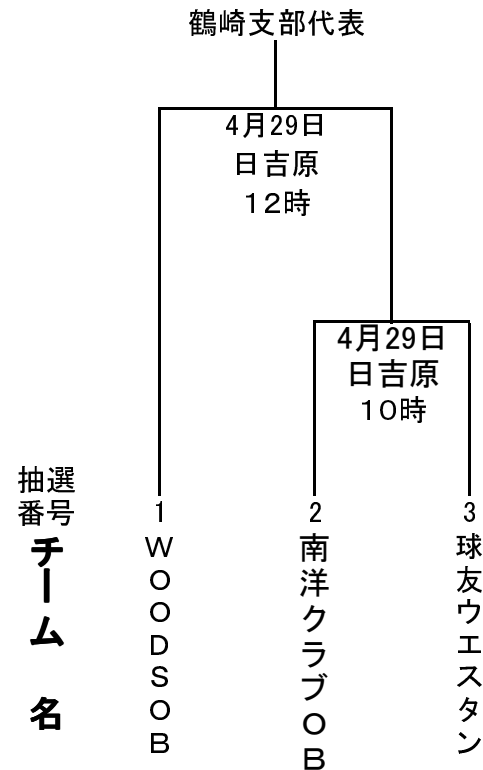 鶴崎支部代表
4月29日
日吉原
12時
4月29日
日吉原
10時
抽選
番号
1
2
3
チーム名
WOODSOB
南洋クラブOB
球友ウエスタン